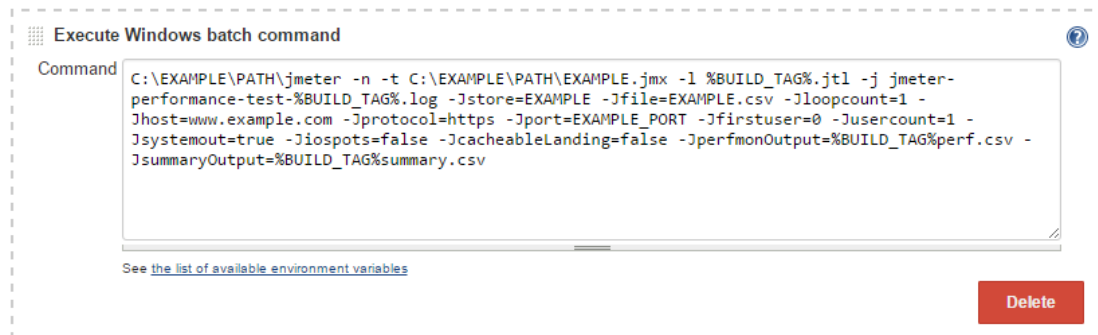 Execute Windows batch command
Command
C:\EXAMPLE\PATH\jmeter -n -t C:\EXAMPLE\PATH\EXAMPLE.jmx -l %BUILD_TAG%.jtl -j jmeter-
performance-test-%BUILD_TAG%.log -Jstore=EXAMPLE -Jfile=EXAMPLE.csv -Jloopcount=1 -
Jhost=www.example.com -Jprotocol=https -Jport=EXAMPLE_PORT -Jfirstuser=0 -Jusercount=1 -
Jsystemout=true -Jiospots=false -JcacheableLanding=false -JperfmonOutput=%BUILD_TAG%perf.csv -
JsummaryOutput=%BUILD_TAG%summary.csv
See the list of available environment variables
Delete